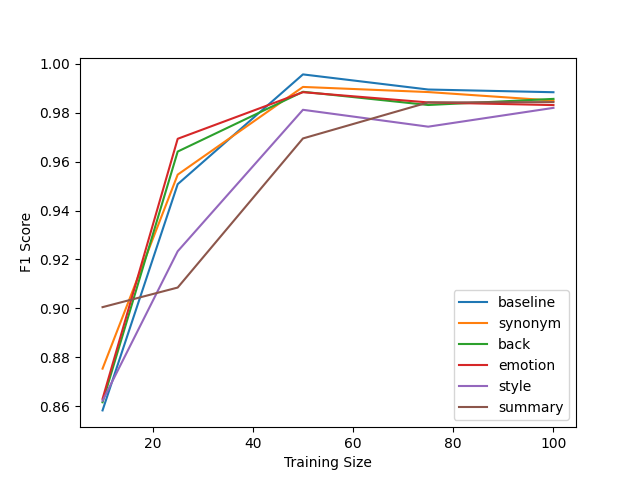 1.00
0.98
0.96
0.94
0.92
0.90
0.88
0.86
F1 Score
20
40
60
80
100
Training Size
baseline
synonym
back
emotion
style
summary